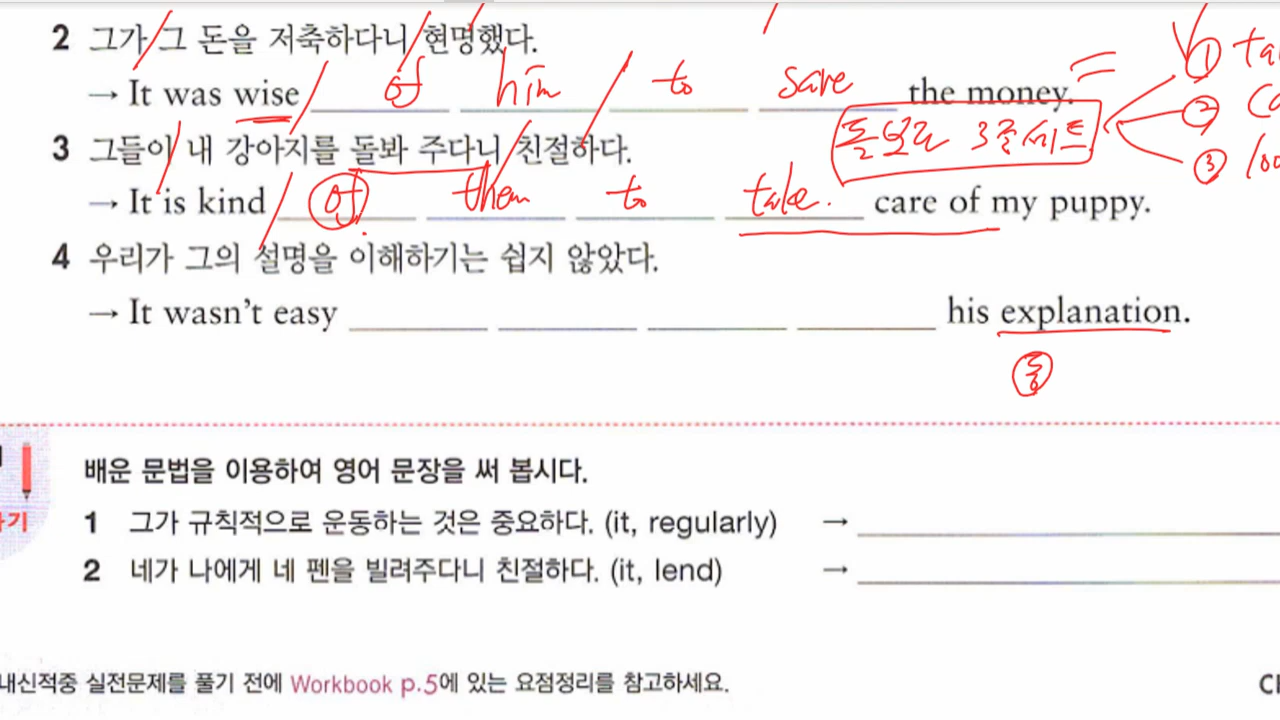 2 그가 그 돈을 저축하다니 현명했다.
→ It was wise of him to save the money.
돌보다 3종세트
① ta
② ca
③ loo
3 그들이 내 강아지를 돌봐 주다니 친절하다.
→ It is kind of them to take care of my puppy.
4 우리가 그의 설명을 이해하기는 쉽지 않았다.
→ It wasn't easy his explanation.
배운 문법을 이용하여 영어 문장을 써 봅시다.
1 그가 규칙적으로 운동하는 것은 중요하다. (it, regularly) →
2 네가 나에게 네 펜을 빌려주다니 친절하다. (it, lend) →
내신적중 실전문제를 풀기 전에 Workbook p.5에 있는 요점정리를 참고하세요.